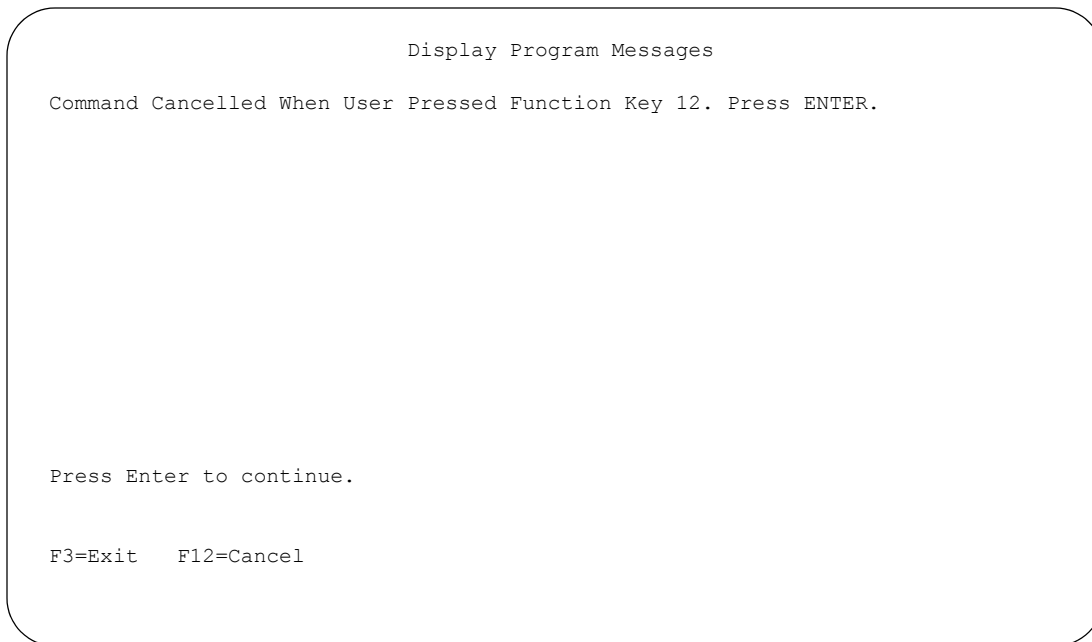 Display Program Messages
Command Cancelled When User Pressed Function Key 12. Press ENTER.
Press Enter to continue.
F3=Exit   F12=Cancel